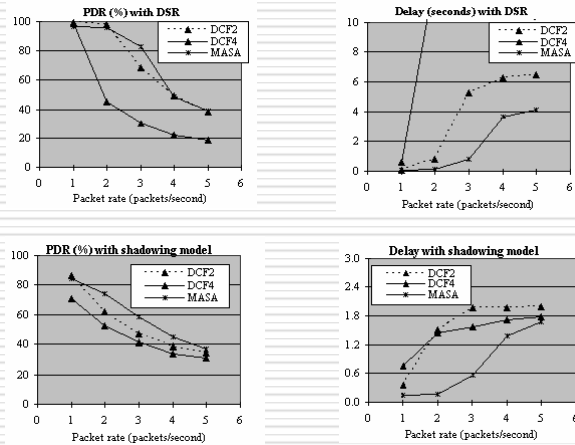 PDR (%) with DSR
DCF2
DCF4
MASA
100
80
60
40
20
0
0 1 2 3 4 5 6
Packet rate (packets/second)
Delay (seconds) with DSR
DCF2
DCF4
MASA
10
8
6
4
2
0
0 1 2 3 4 5 6
Packet rate (packets/second)
PDR (%) with shadowing model
DCF2
DCF4
MASA
100
80
60
40
20
0
0 1 2 3 4 5 6
Packet rate (packets/second)
Delay with shadowing model
DCF2
DCF4
MASA
3.0
2.4
1.8
1.2
0.6
0.0
0 1 2 3 4 5 6
Packet rate (packets/second)